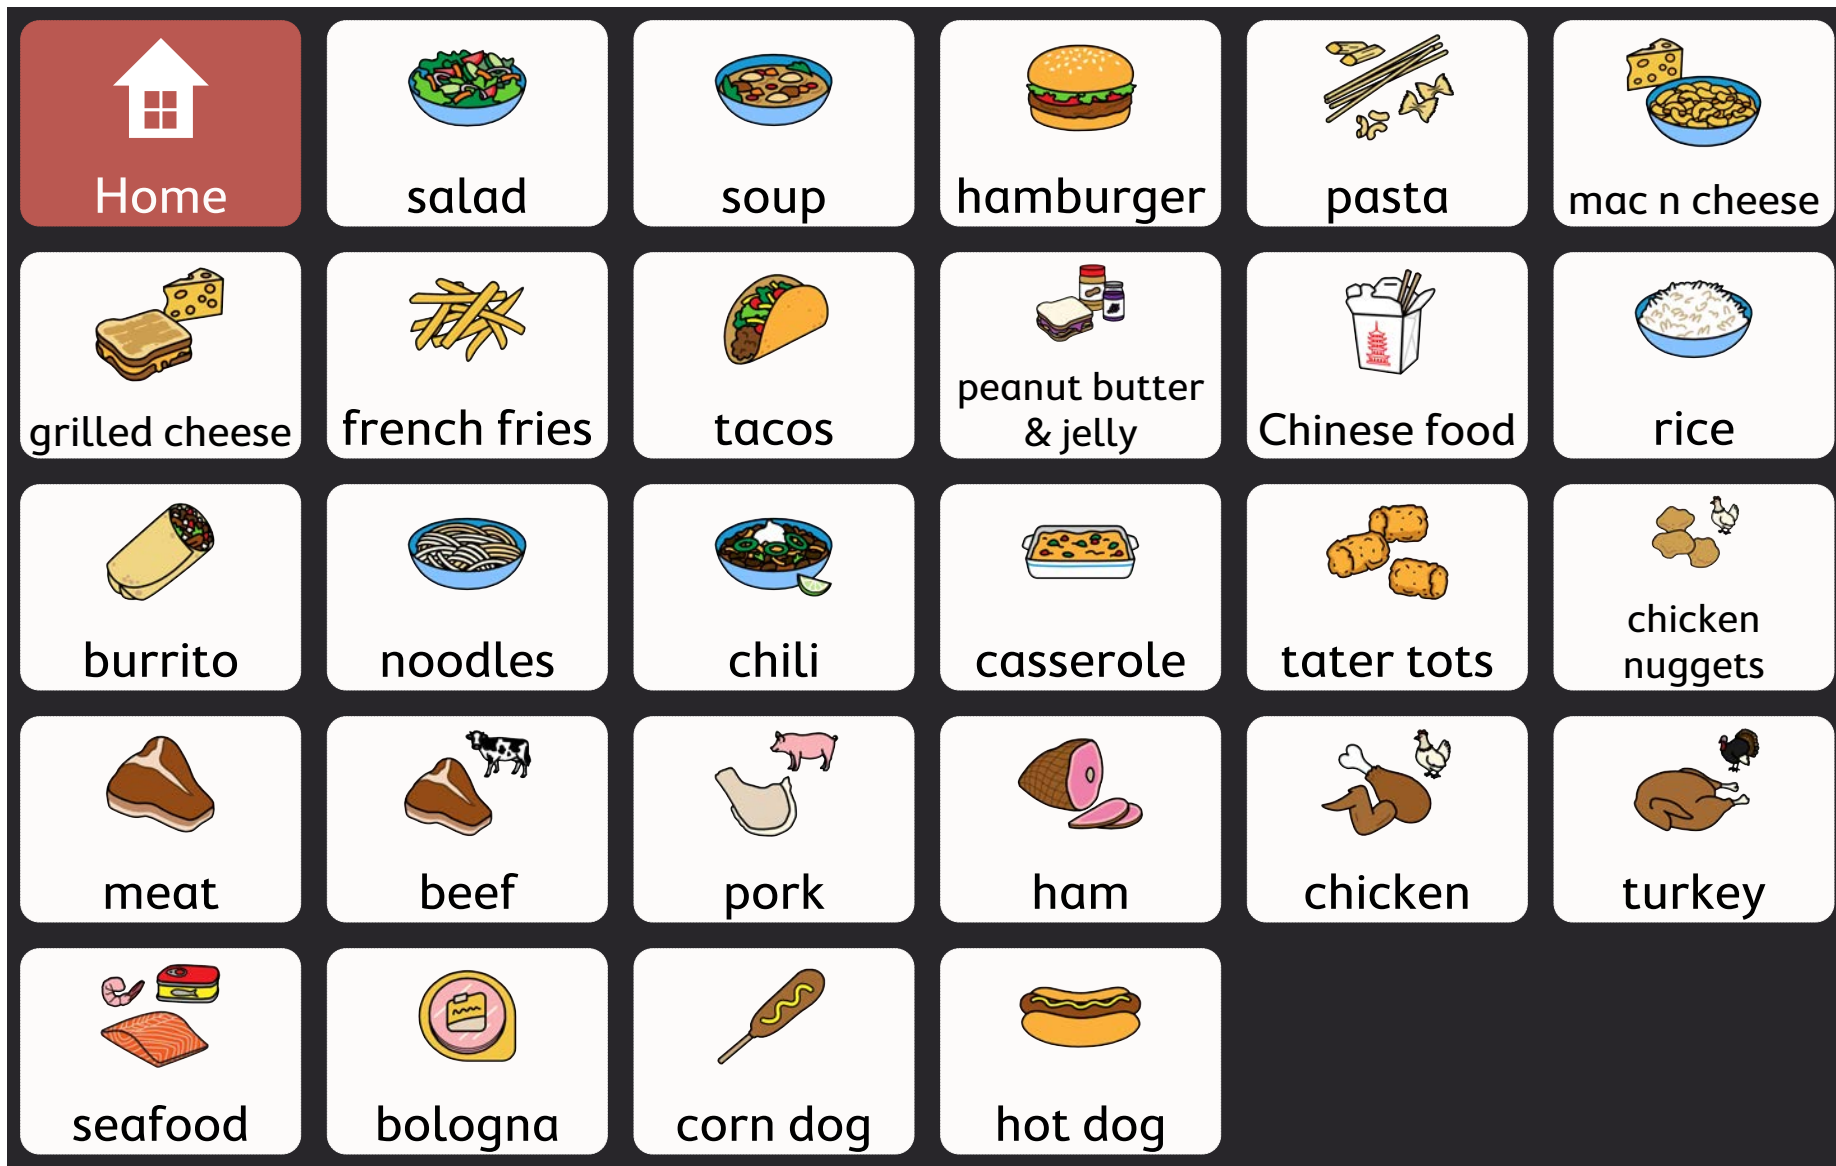 Home
salad
soup
hamburger
pasta
mac n cheese
grilled cheese
french fries
tacos
peanut butter
& jelly
Chinese food
rice
burrito
noodles
chili
casserole
tater tots
chicken
nuggets
meat
beef
pork
ham
chicken
turkey
seafood
bologna
corn dog
hot dog